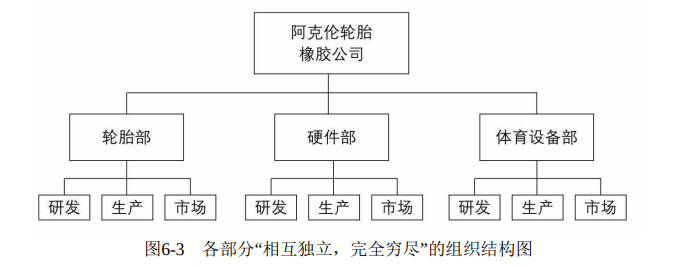 阿克伦轮胎
橡胶公司
轮胎部
硬件部
体育设备部
研发
生产
市场
研发
生产
市场
研发
生产
市场
图6-3 各部分“相互独立，完全穷尽”的组织结构图